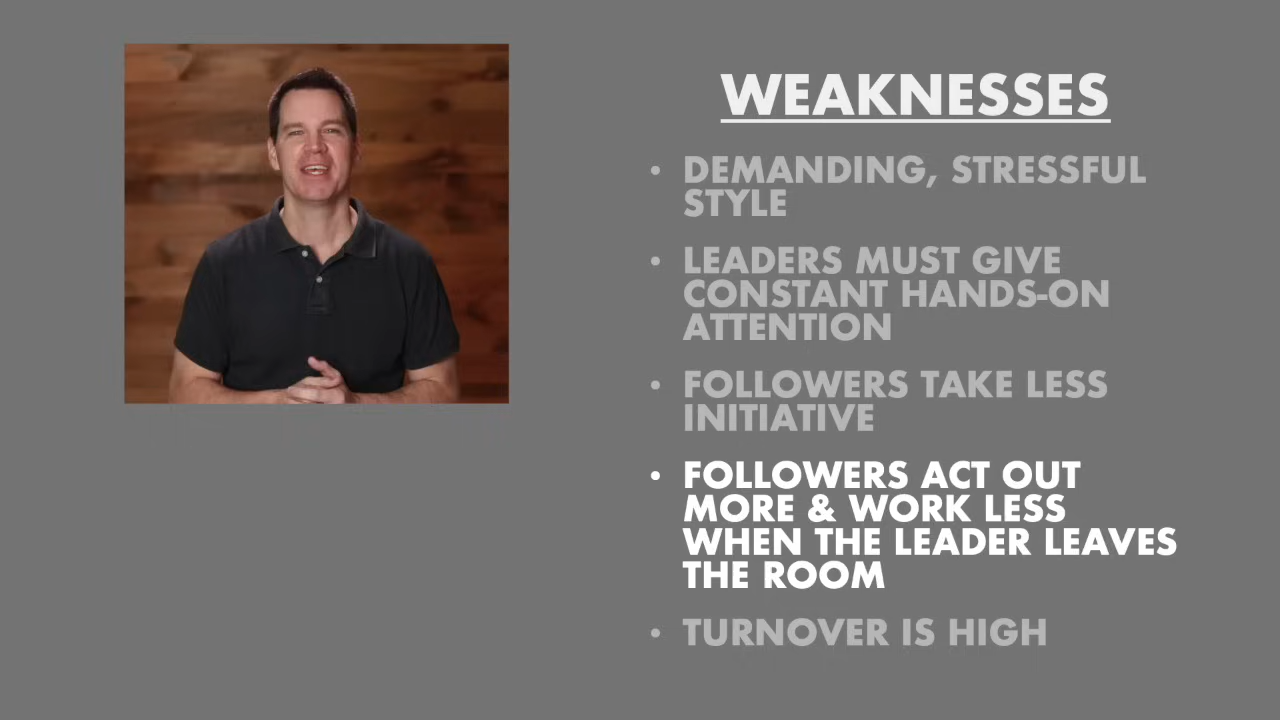 WEAKNESSES
• DEMANDING, STRESSFUL
STYLE
• LEADERS MUST GIVE
CONSTANT HANDS-ON
ATTENTION
• FOLLOWERS TAKE LESS
INITIATIVE
• FOLLOWERS ACT OUT
MORE & WORK LESS
WHEN THE LEADER LEAVES
THE ROOM
• TURNOVER IS HIGH